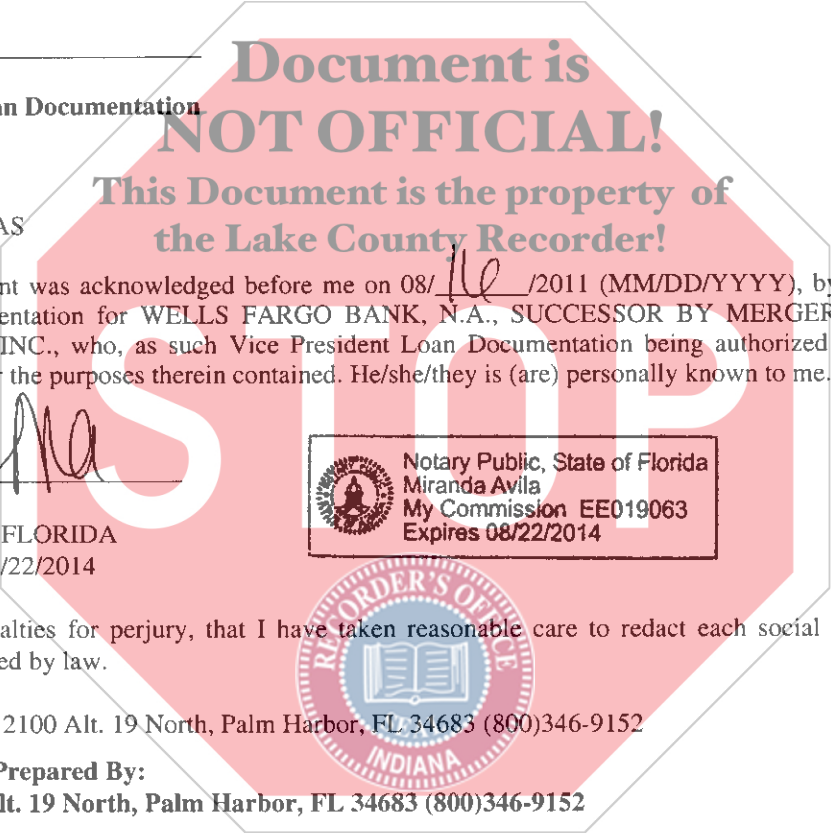 Document is
an Documentation
NOT OFFICIAL!
This Document is the property of
AS
the Lake County Recorder!
nt was acknowledged before me on 08/ 16 /2011 (MM/DD/YYYY), by
entation for WELLS FARGO BANK, N.A., SUCCESSOR BY MERGER
INC., who, as such Vice President Loan Documentation being authorized
r the purposes therein contained. He/she/they is (are) personally known to me.
STOP
Notary Public, State of Florida
Miranda Avila
My Commission EE019063
Expires 08/22/2014
FLORIDA
/22/2014
RECORDER'S OFFICE
alties for perjury, that I have taken reasonable care to redact each social
ed by law.
2100 Alt. 19 North, Palm Harbor, FL 34683 (800)346-9152
INDIANA
Prepared By:
lt. 19 North, Palm Harbor, FL 34683 (800)346-9152